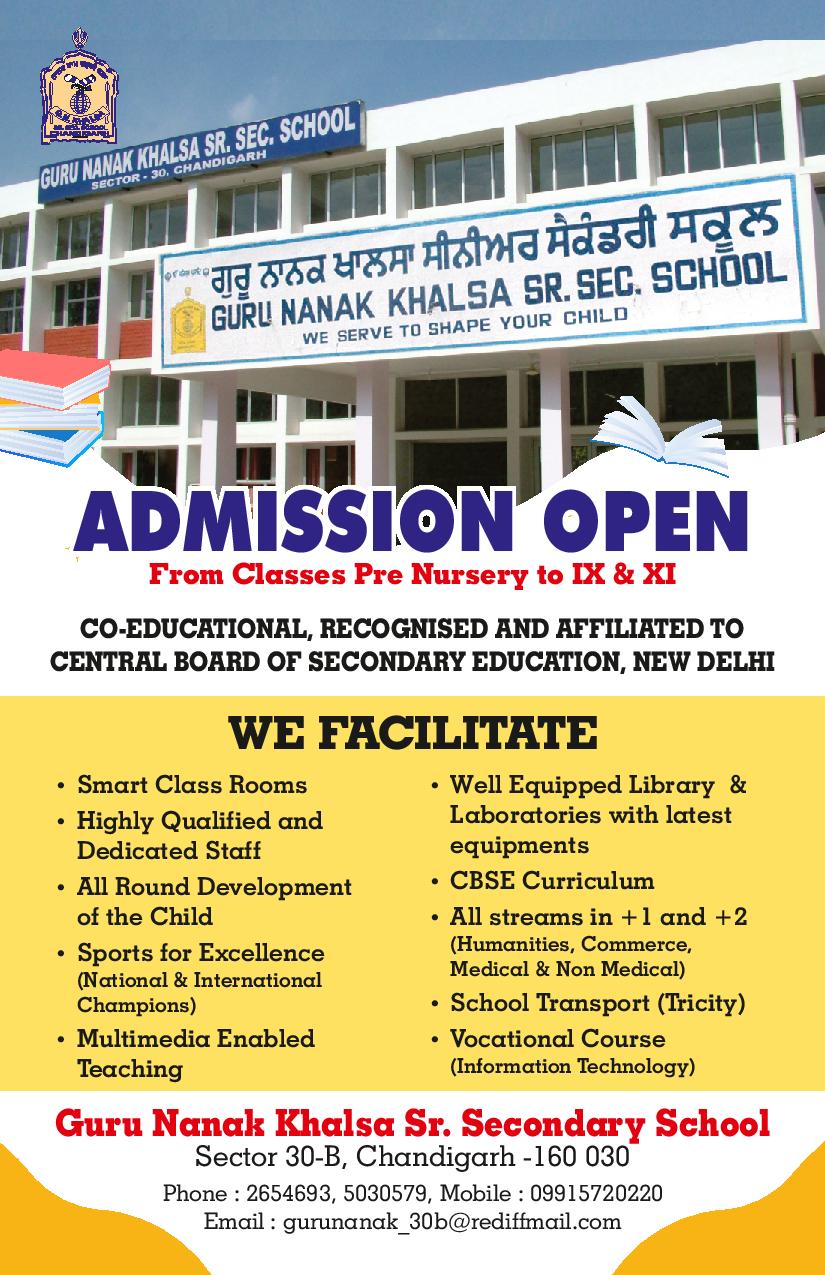 G.N. KHALSA
SR. SEC. SCHOOL
CHANDIGARH
GURU NANAK KHALSA SR. SEC. SCHOOL
SECTOR - 30, CHANDIGARH
ਗੁਰੂ ਨਾਨਕ ਖਾਲਸਾ ਸੀਨੀਅਰ ਸੈਕੰਡਰੀ ਸਕੂਲ
GURU NANAK KHALSA SR. SEC. SCHOOL
WE SERVE TO SHAPE YOUR CHILD
ADMISSION OPEN
From Classes Pre Nursery to IX & XI
CO-EDUCATIONAL, RECOGNISED AND AFFILIATED TO
CENTRAL BOARD OF SECONDARY EDUCATION, NEW DELHI
WE FACILITATE
• Smart Class Rooms
• Highly Qualified and
Dedicated Staff
• All Round Development
of the Child
• Sports for Excellence
(National & International
Champions)
• Multimedia Enabled
Teaching
• Well Equipped Library &
Laboratories with latest
equipments
• CBSE Curriculum
• All streams in +1 and +2
(Humanities, Commerce,
Medical & Non Medical)
• School Transport (Tricity)
• Vocational Course
(Information Technology)
Guru Nanak Khalsa Sr. Secondary School
Sector 30-B, Chandigarh -160 030
Phone : 2654693, 5030579, Mobile : 09915720220
Email : gurunanak_30b@rediffmail.com